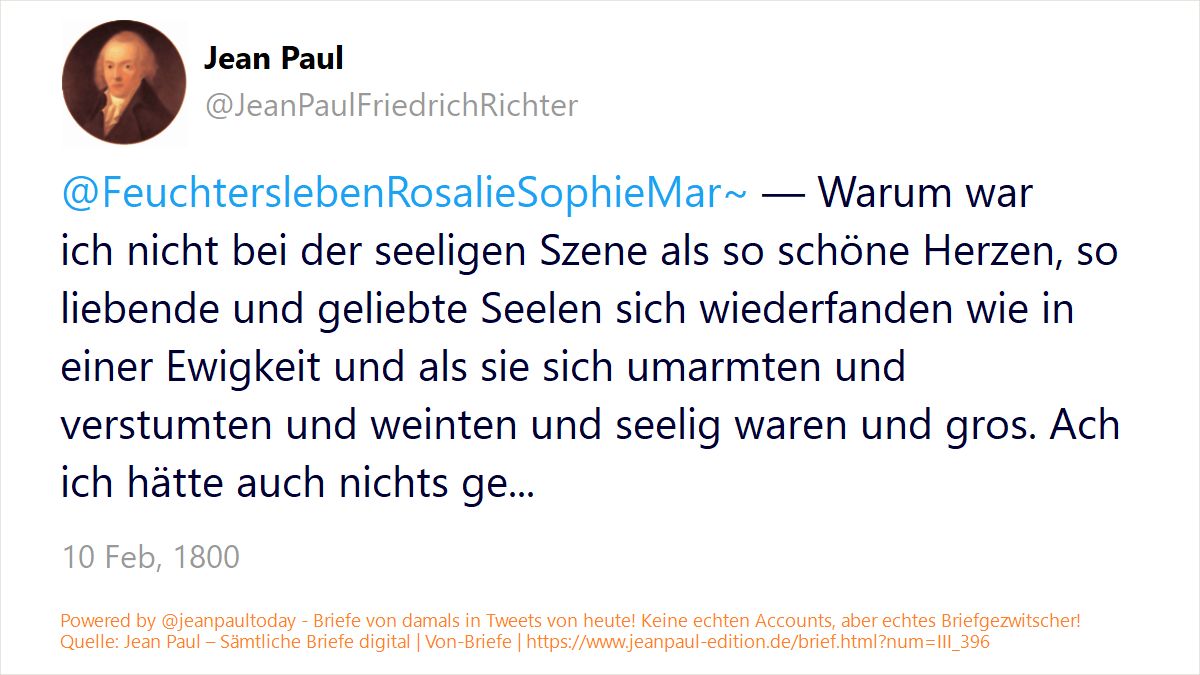 Jean Paul
@JeanPaulFriedrichRichter
@FeuchterslebenRosalieSophieMar~ — Warum war
ich nicht bei der seeligen Szene als so schöne Herzen, so
liebende und geliebte Seelen sich wiederfanden wie in
einer Ewigkeit und als sie sich umarmten und
verstumten und weinten und seelig waren und gros. Ach
ich hätte auch nichts ge...
10 Feb, 1800
Powered by @jeanpaultoday - Briefe von damals in Tweets von heute! Keine echten Accounts, aber echtes Briefgezwitscher!
Quelle: Jean Paul – Sämtliche Briefe digital | Von-Briefe | https://www.jeanpaul-edition.de/brief.html?num=III_396